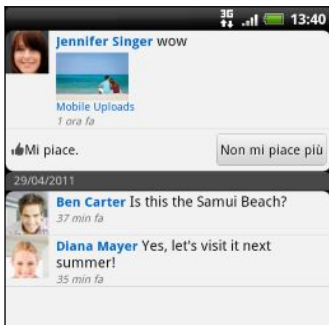 3G 13:40
Jennifer Singer wow
Mobile Uploads
1 ora fa
Mi piace.
Non mi piace più
29/04/2011
Ben Carter Is this the Samui Beach?
37 min fa
Diana Mayer Yes, let's visit it next
summer!
35 min fa